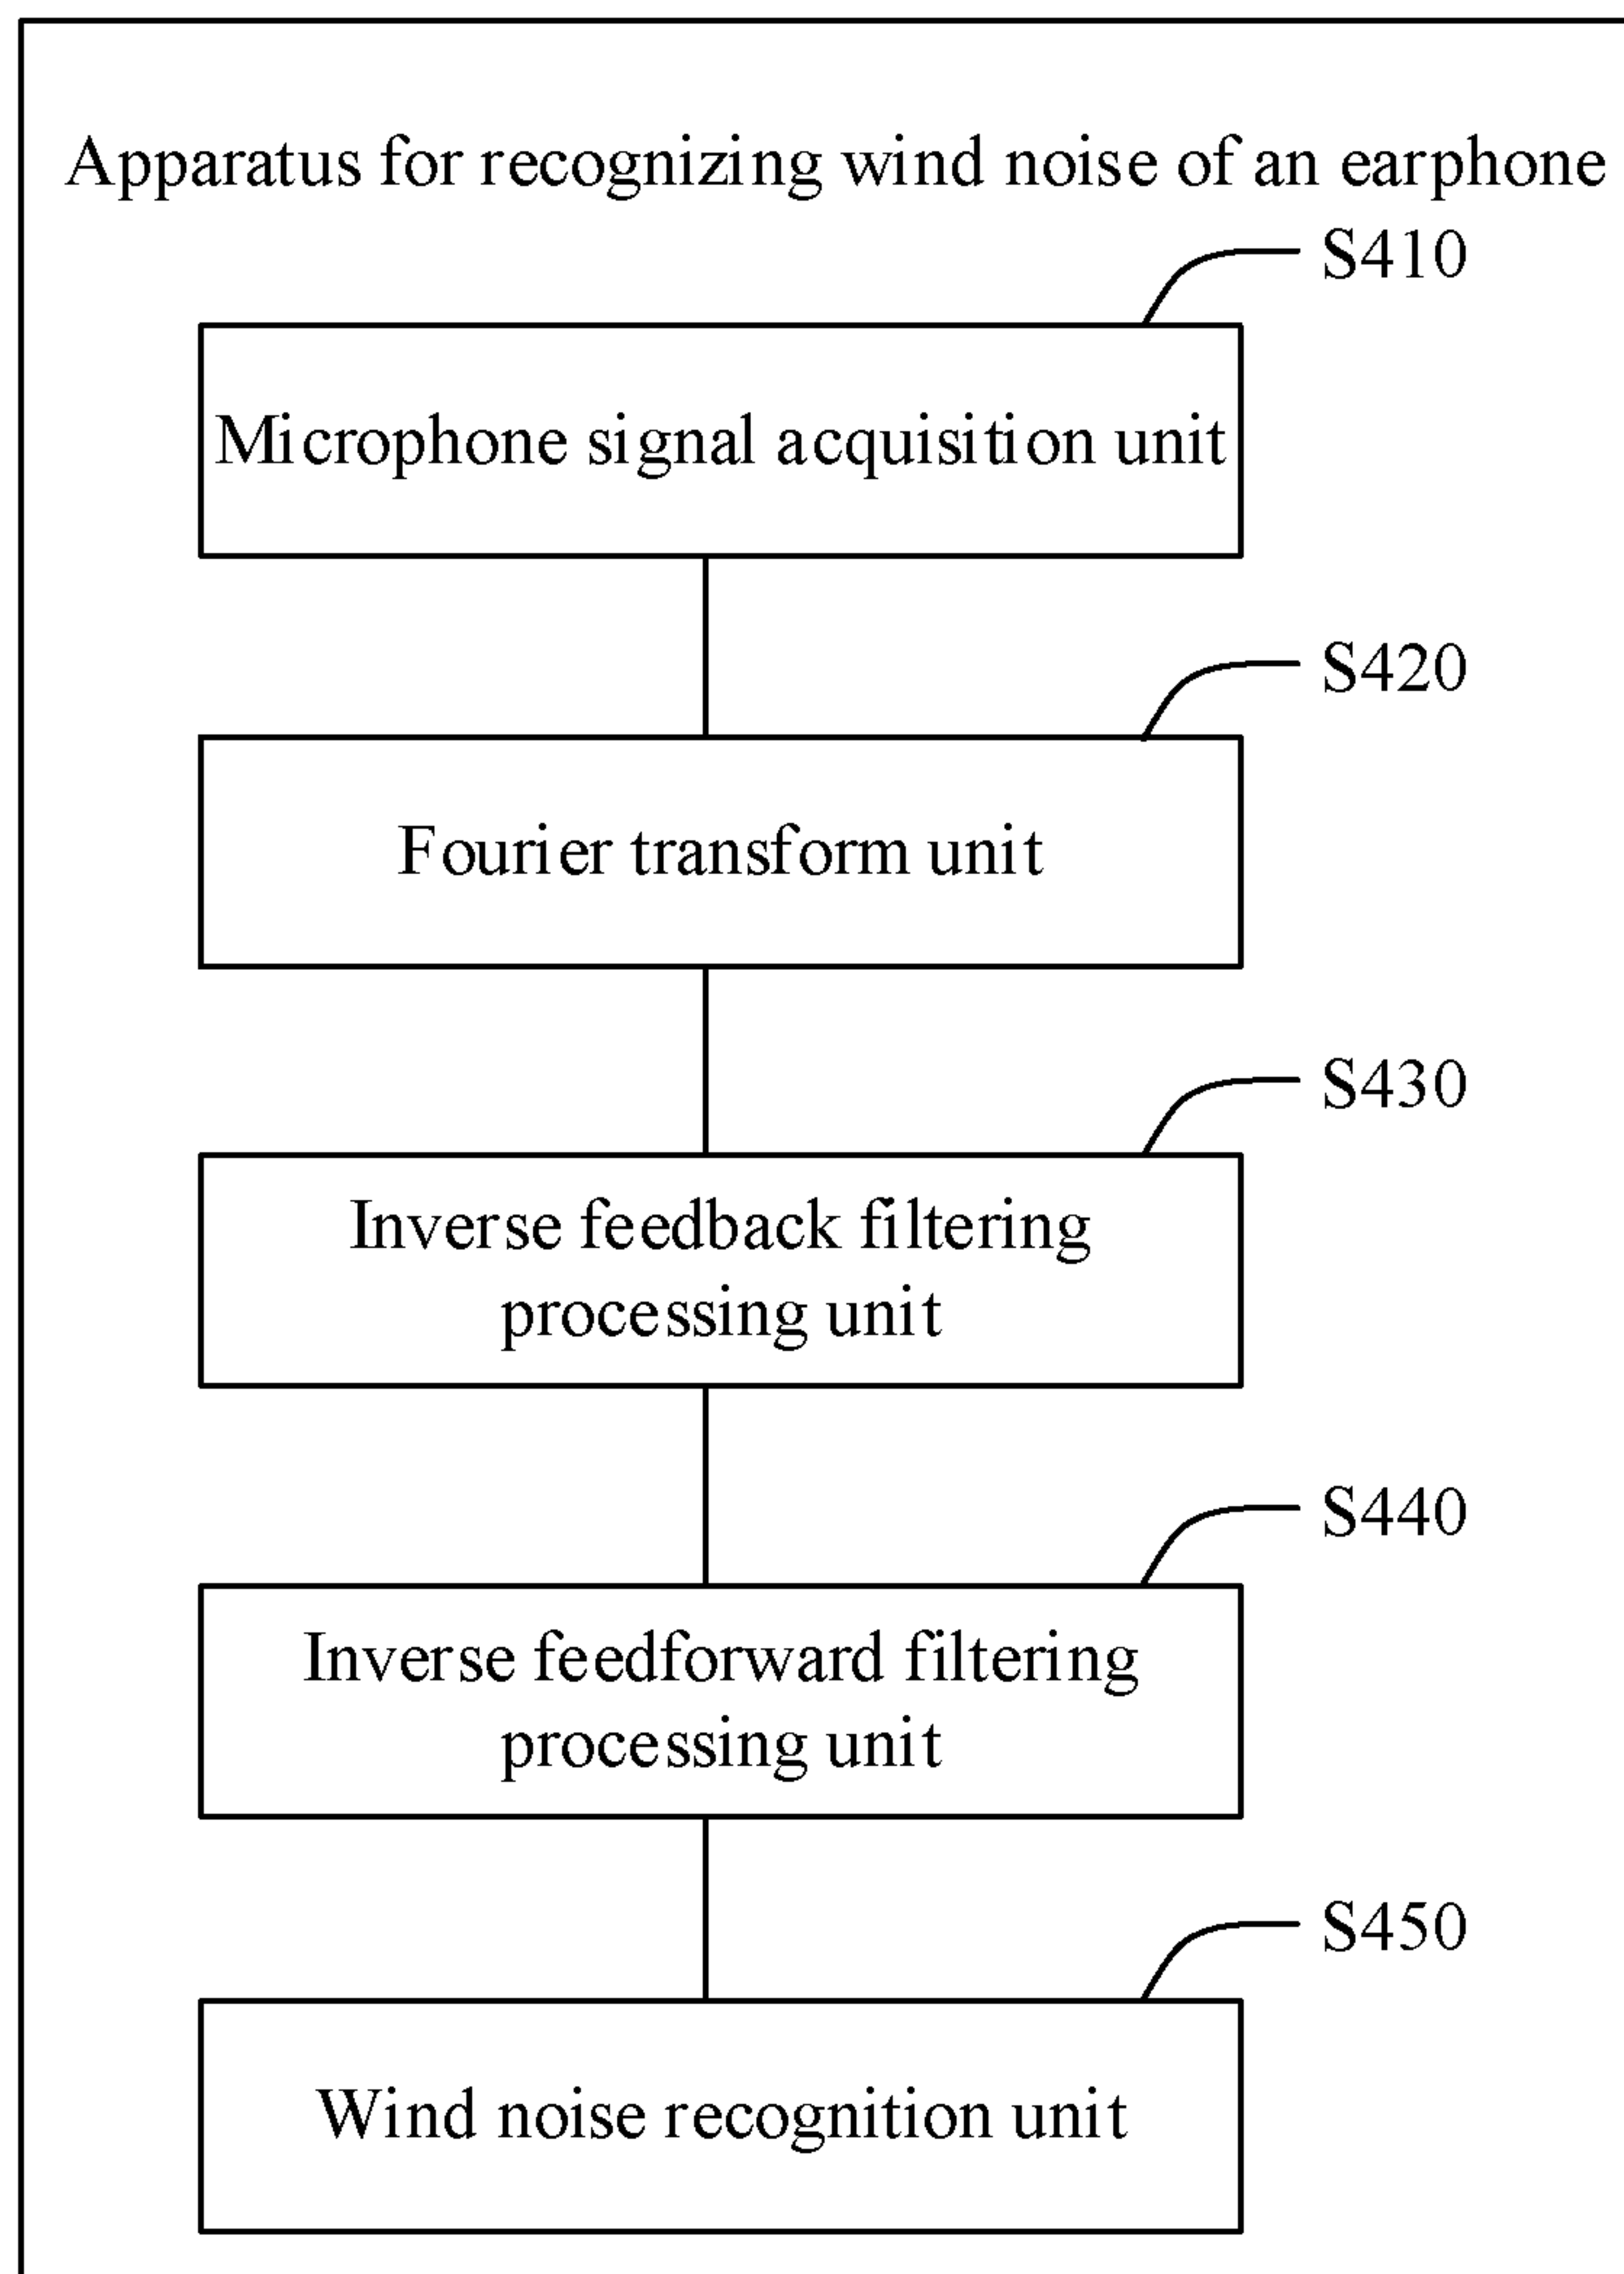 Apparatus for recognizing wind noise of an earphone
S410
Microphone signal acquisition unit
S420
Fourier transform unit
S430
Inverse feedback filtering
processing unit
S440
Inverse feedforward filtering
processing unit
S450
Wind noise recognition unit